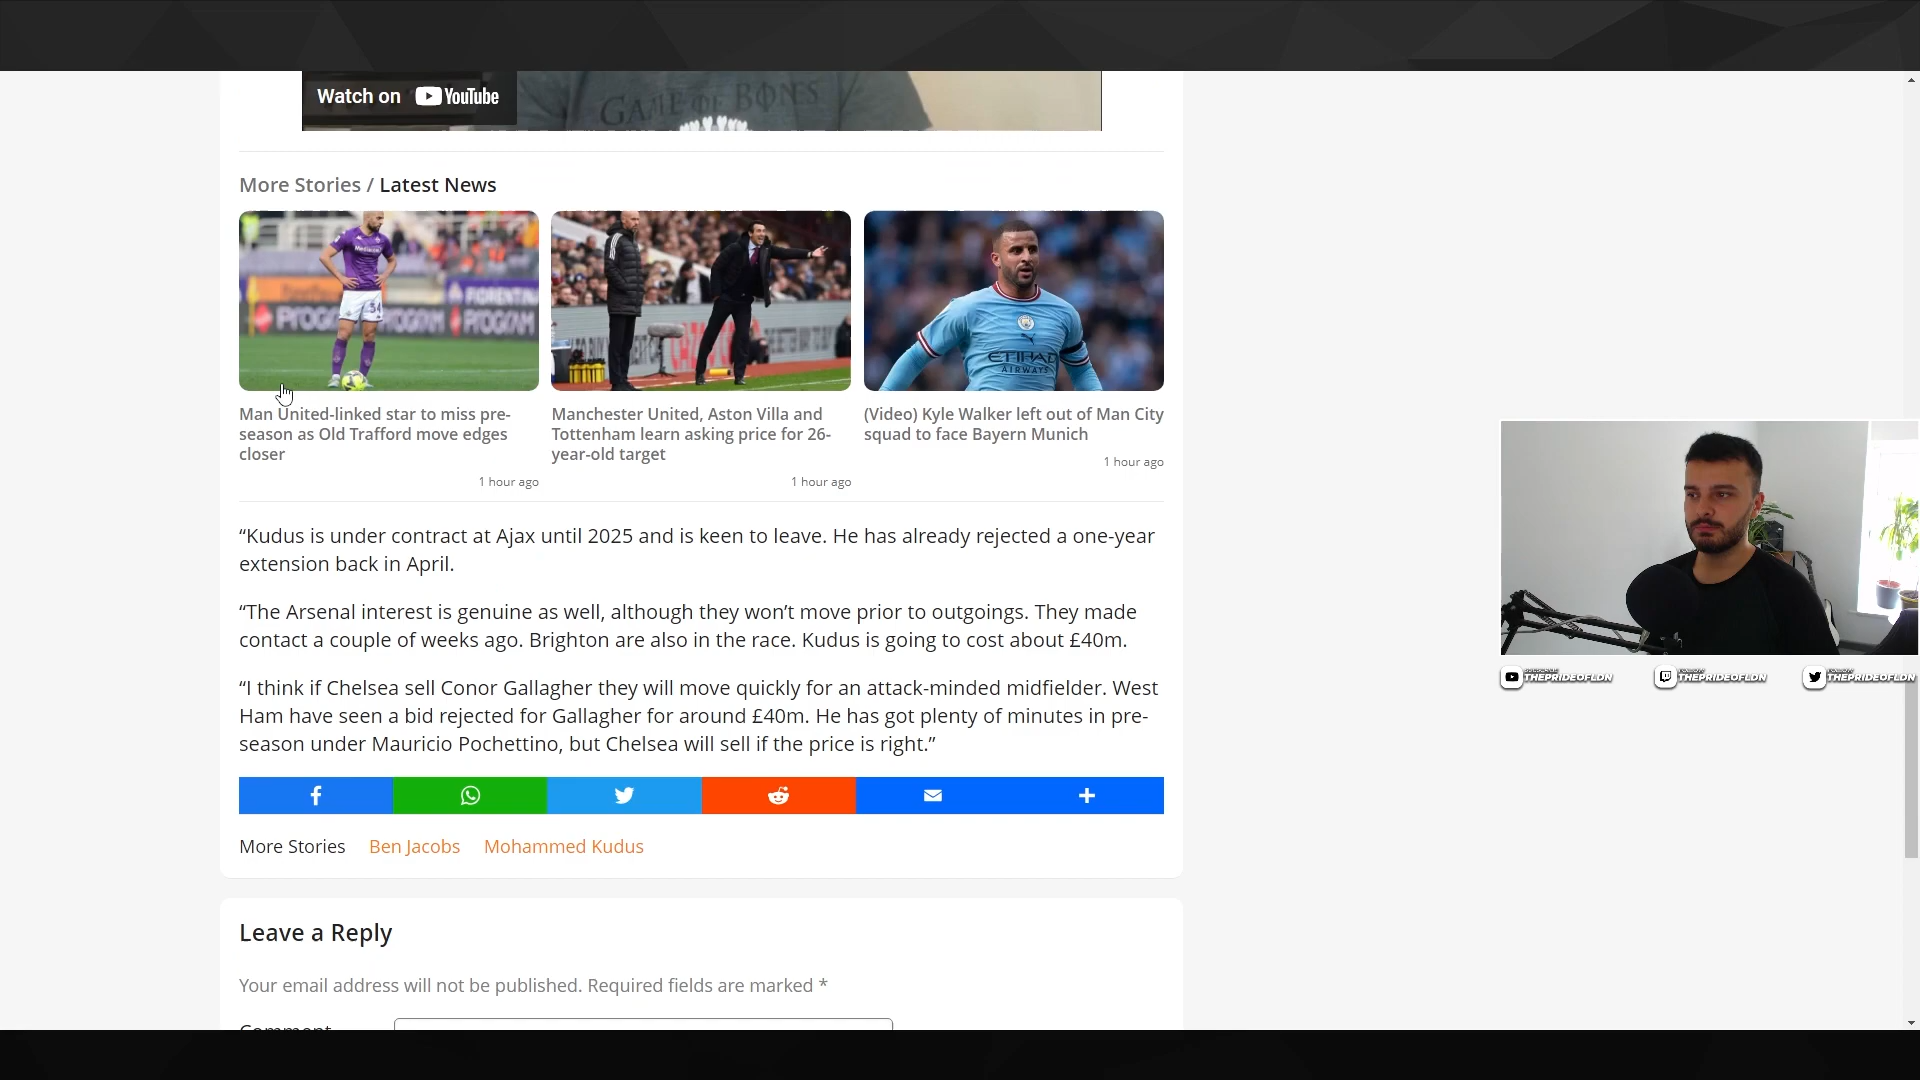 Watch on YouTube
GAME OF BONES
More Stories / Latest News
Man United-linked star to miss pre-
season as Old Trafford move edges
closer
1 hour ago
Manchester United, Aston Villa and
Tottenham learn asking price for 26-
year-old target
1 hour ago
ETIHAD
AIRWAYS
(Video) Kyle Walker left out of Man City
squad to face Bayern Munich
1 hour ago
“Kudus is under contract at Ajax until 2025 and is keen to leave. He has already rejected a one-year
extension back in April.
“The Arsenal interest is genuine as well, although they won’t move prior to outgoings. They made
contact a couple of weeks ago. Brighton are also in the race. Kudus is going to cost about £40m.
“I think if Chelsea sell Conor Gallagher they will move quickly for an attack-minded midfielder. West
Ham have seen a bid rejected for Gallagher for around £40m. He has got plenty of minutes in pre-
season under Mauricio Pochettino, but Chelsea will sell if the price is right.”
More Stories Ben Jacobs Mohammed Kudus
Leave a Reply
Your email address will not be published. Required fields are marked *
Comment
THEPRIDEOFLDN
THEPRIDEOFLDN
THEPRIDEOFLDN